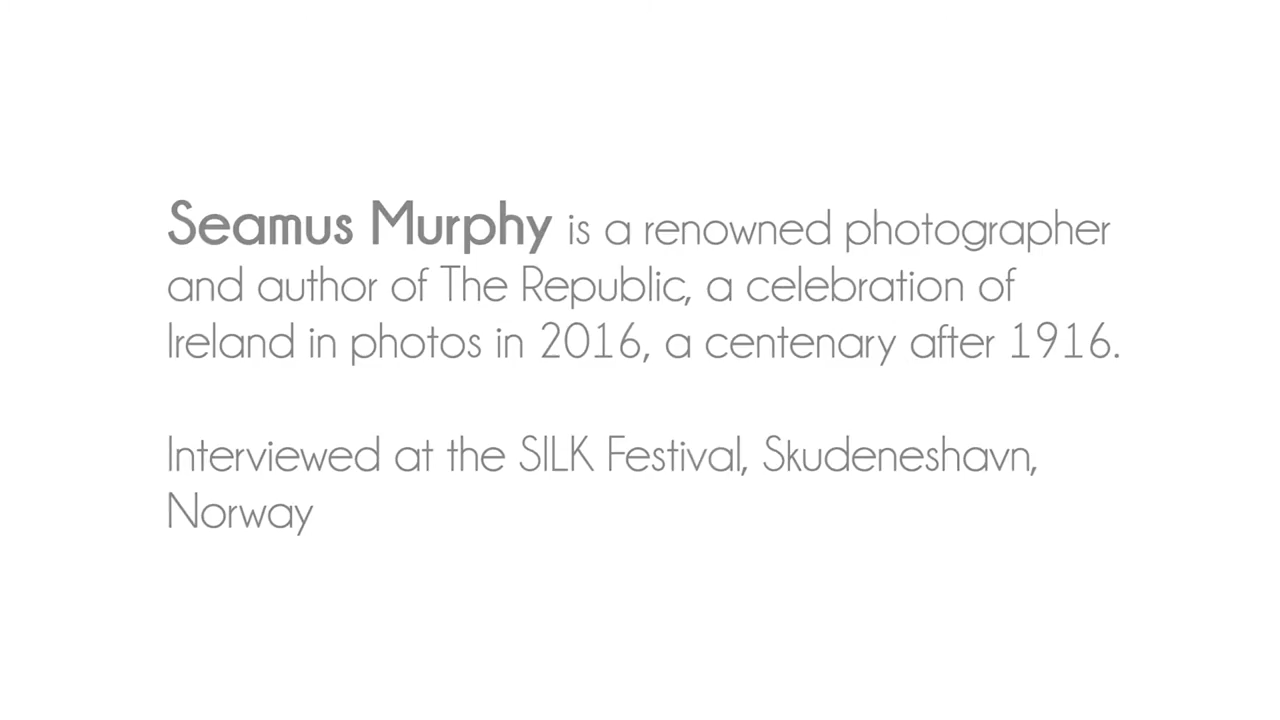 Seamus Murphy is a renowned photographer
and author of The Republic, a celebration of
Ireland in photos in 2016, a centenary after 1916.
Interviewed at the SILK Festival, Skudeneshavn,
Norway